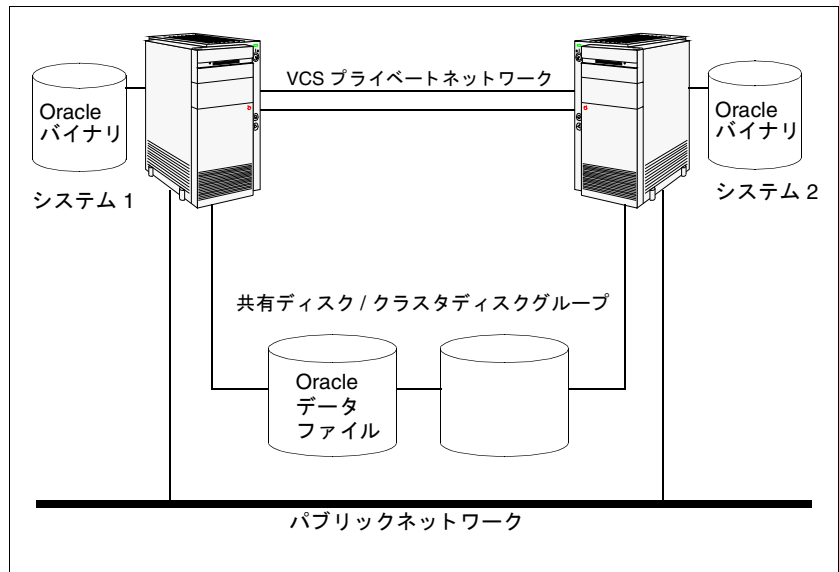 VCS プライベートネットワーク
Oracle
バイナリ
Oracle
バイナリ
システム 1
システム 2
共有ディスク / クラスタディスクグループ
Oracle
データ
ファイル
パブリックネットワーク